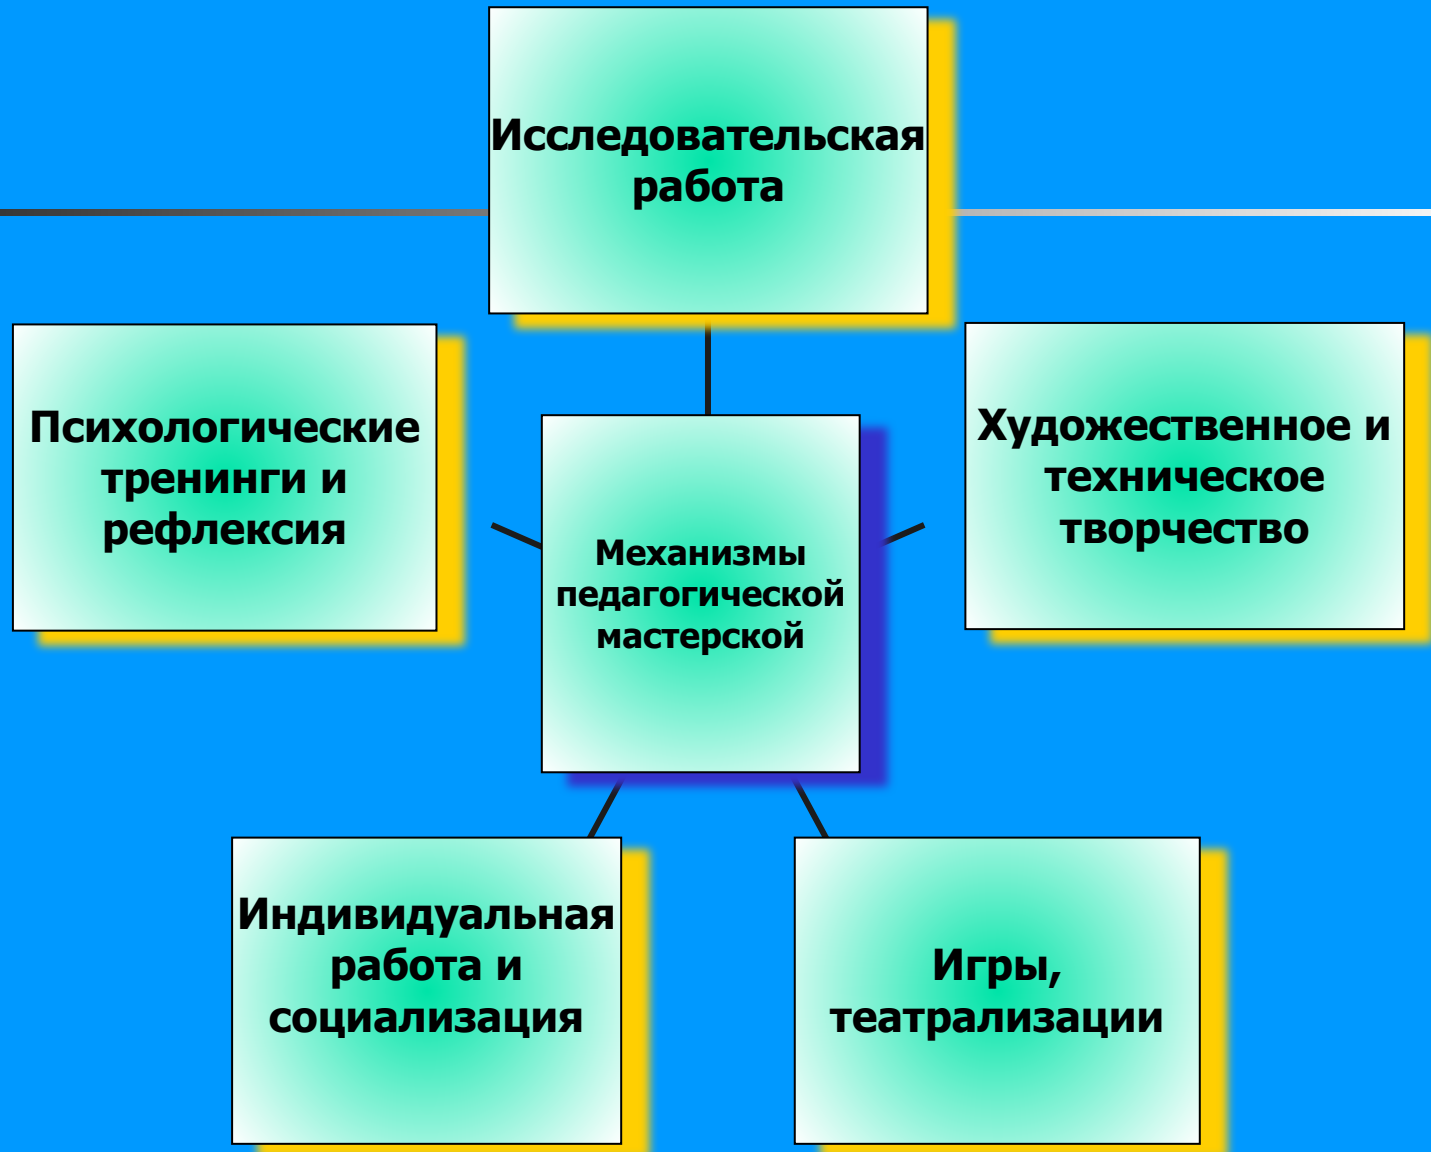 Исследовательская
работа
Психологические
тренинги и
рефлексия
Художественное и
техническое
творчество
Механизмы
педагогической
мастерской
Индивидуальная
работа и
социализация
Игры,
театрализации